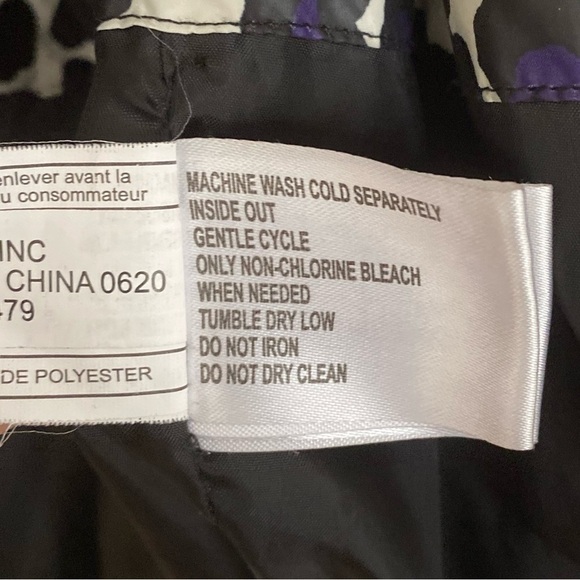 enlever avant la
u consommateur
INC
CHINA 0620
79
DE POLYESTER
MACHINE WASH COLD SEPARATELY
INSIDE OUT
GENTLE CYCLE
ONLY NON-CHLORINE BLEACH
WHEN NEEDED
TUMBLE DRY LOW
DO NOT IRON
DO NOT DRY CLEAN